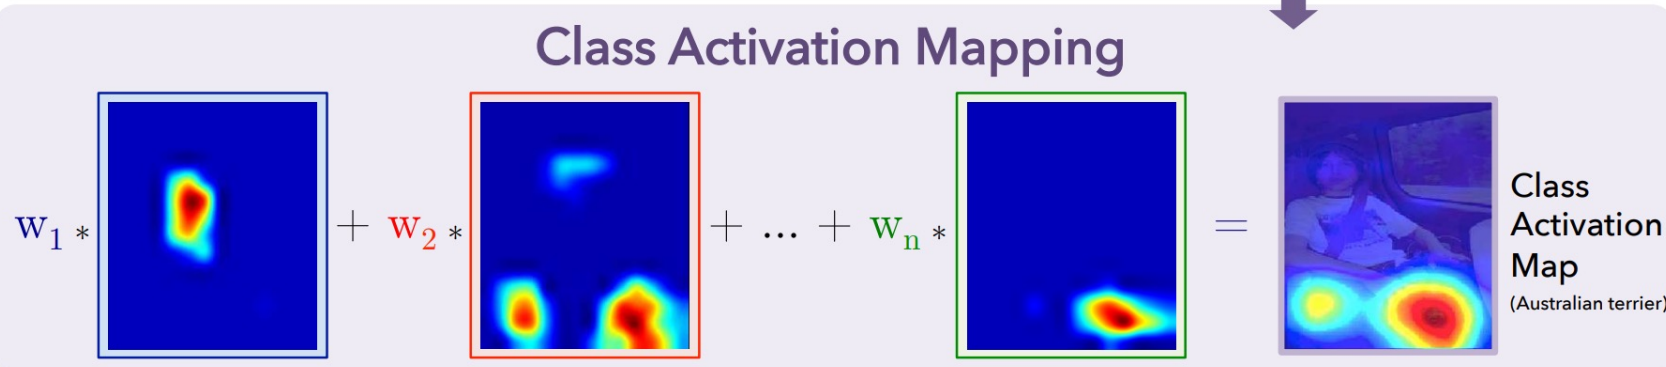 Class Activation Mapping
w₁ * + w₂ * + ... + wₙ * =
Class
Activation
Map
(Australian terrier)